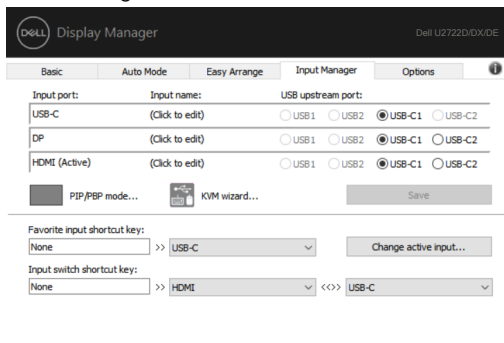 DELL Display Manager
Dell U2722D/DX/DE
Basic Auto Mode Easy Arrange Input Manager Options
Input port: Input name: USB upstream port:
USB-C (Click to edit) USB1 USB2 USB-C1 USB-C2
DP (Click to edit) USB1 USB2 USB-C1 USB-C2
HDMI (Active) (Click to edit) USB1 USB2 USB-C1 USB-C2
PIP/PBP mode... KVM wizard... Save
Favorite input shortcut key:
None >> USB-C Change active input...
Input switch shortcut key:
None >> HDMI <<>> USB-C